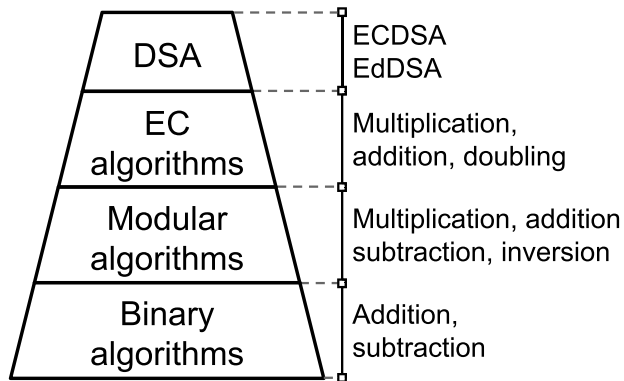 DSA
ECDSA
EdDSA
EC
algorithms
Multiplication,
addition, doubling
Modular
algorithms
Multiplication, addition
subtraction, inversion
Binary
algorithms
Addition,
subtraction